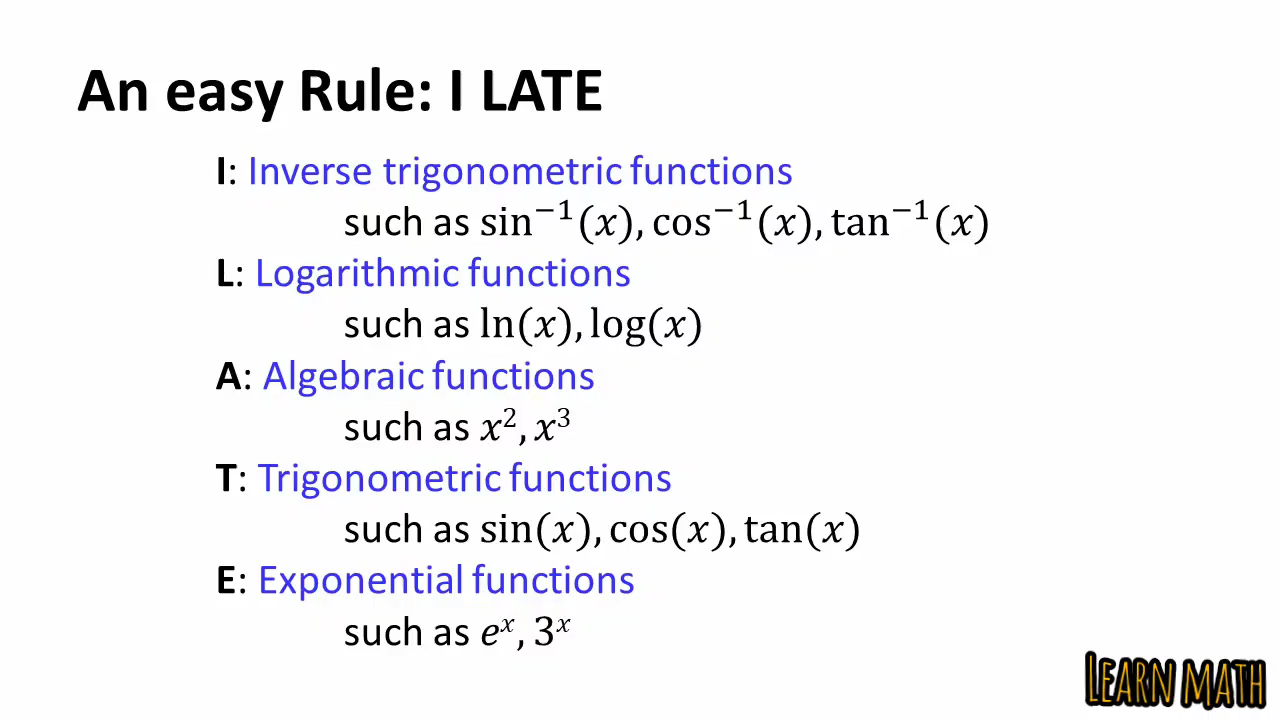 An easy Rule: I LATE
I: Inverse trigonometric functions
such as sin⁻¹(x), cos⁻¹(x), tan⁻¹(x)
L: Logarithmic functions
such as ln(x), log(x)
A: Algebraic functions
such as x², x³
T: Trigonometric functions
such as sin(x), cos(x), tan(x)
E: Exponential functions
such as eˣ, 3ˣ
LEARN MATH